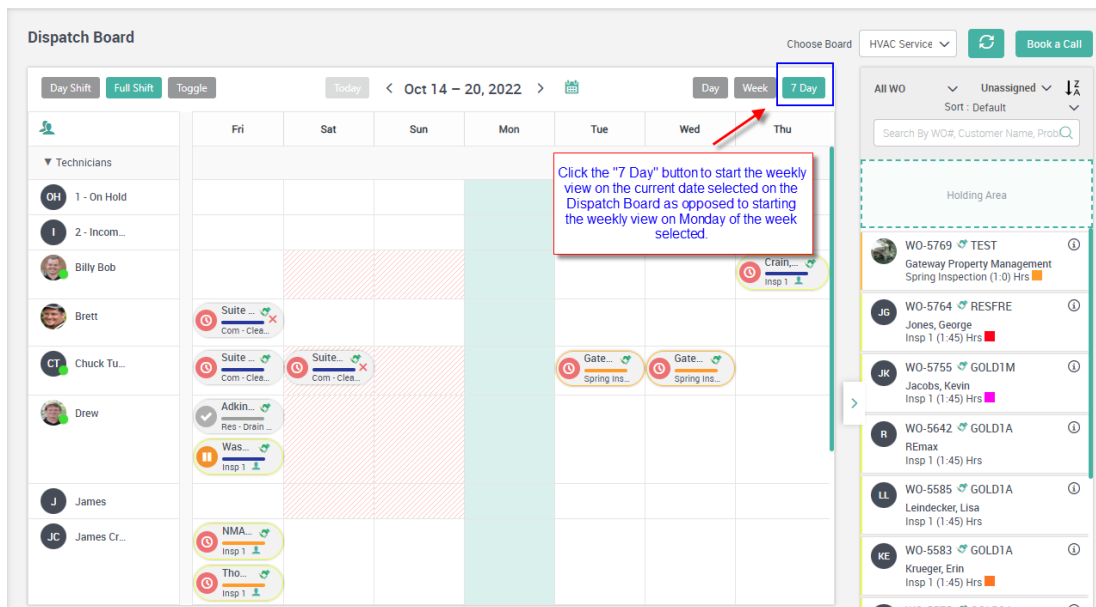 Dispatch Board
Choose Board HVAC Service Book a Call
Day Shift Full Shift Toggle Today Oct 14 – 20, 2022 Day Week 7 Day
Fri Sat Sun Mon Tue Wed Thu
Technicians
Click the "7 Day" button to start the weekly
view on the current date selected on the
Dispatch Board as opposed to starting
the weekly view on Monday of the week
selected.
OH 1 - On Hold
I 2 - Incom...
Billy Bob
Crain,...
Insp 1
Brett
Suite ...
Com - Clea...
CT Chuck Tu...
Suite ... Suite... Gate... Gate...
Com - Clea... Com - Clea... Spring Ins... Spring Ins...
Drew
Adkin...
Res - Drain ...
Was...
Insp 1
J James
JC James Cr...
NMA...
Insp 1
Tho...
Insp 1
All WO Unassigned
Sort : Default
Search By WO#, Customer Name, Prob
Holding Area
WO-5769 TEST
Gateway Property Management
Spring Inspection (1:0) Hrs
JG WO-5764 RESFRE
Jones, George
Insp 1 (1:45) Hrs
JK WO-5755 GOLD1M
Jacobs, Kevin
Insp 1 (1:45) Hrs
R WO-5642 GOLD1A
REmax
Insp 1 (1:45) Hrs
LL WO-5585 GOLD1A
Leindecker, Lisa
Insp 1 (1:45) Hrs
KE WO-5583 GOLD1A
Krueger, Erin
Insp 1 (1:45) Hrs